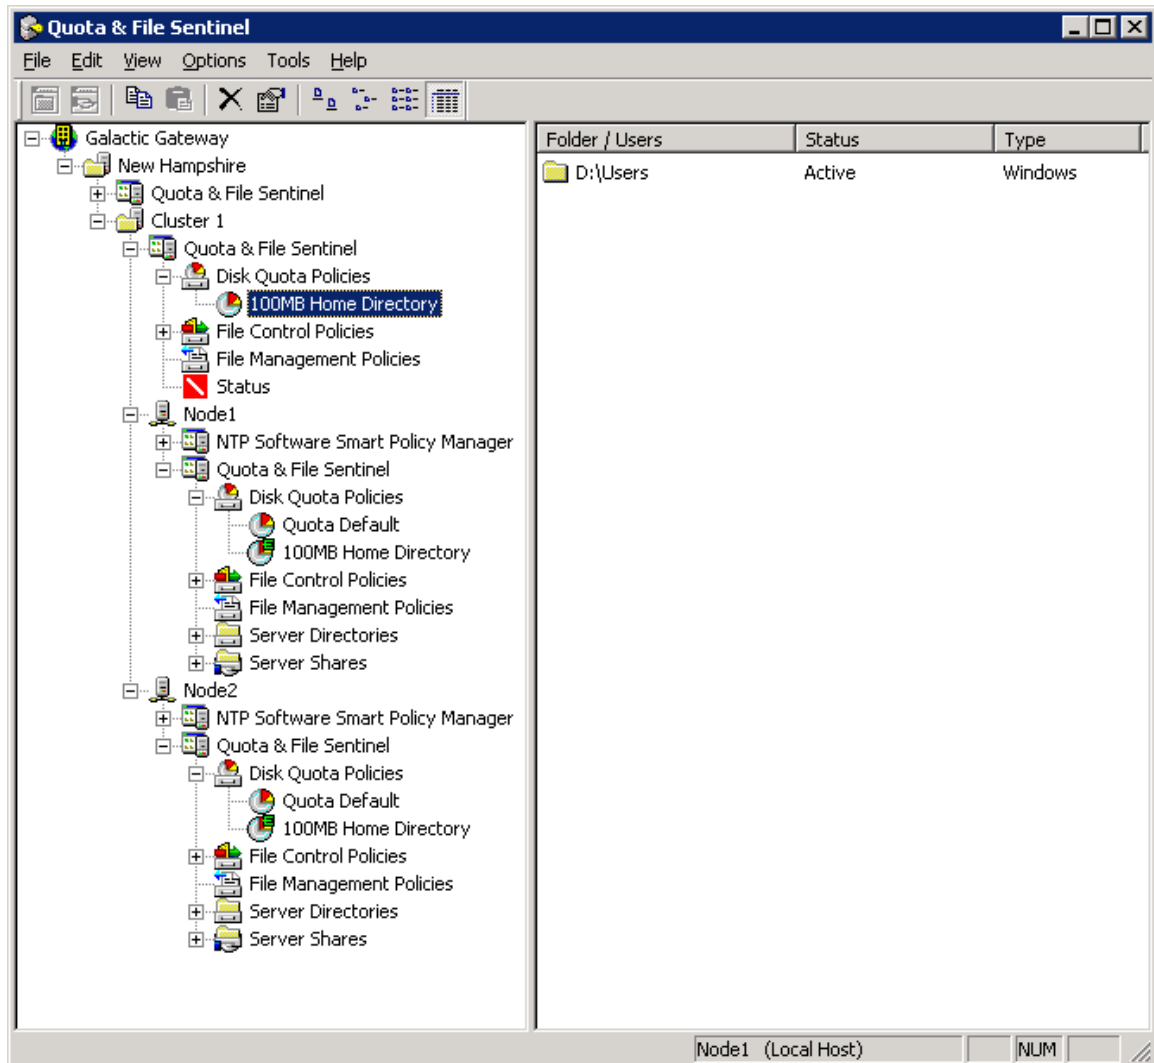 Quota & File Sentinel
File Edit View Options Tools Help
Galactic Gateway
New Hampshire
Quota & File Sentinel
Cluster 1
Quota & File Sentinel
Disk Quota Policies
100MB Home Directory
File Control Policies
File Management Policies
Status
Node1
NTP Software Smart Policy Manager
Quota & File Sentinel
Disk Quota Policies
Quota Default
100MB Home Directory
File Control Policies
File Management Policies
Server Directories
Server Shares
Node2
NTP Software Smart Policy Manager
Quota & File Sentinel
Disk Quota Policies
Quota Default
100MB Home Directory
File Control Policies
File Management Policies
Server Directories
Server Shares
Folder / Users Status Type
D:\Users Active Windows
Node1 (Local Host) NUM